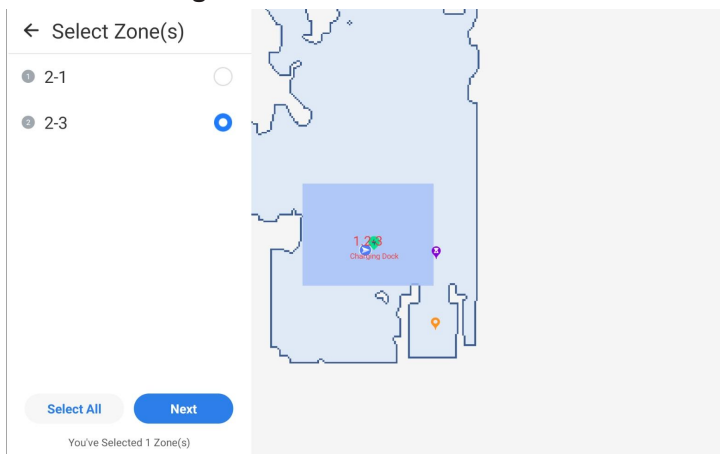 ← Select Zone(s)
1 2-1
2 2-3
1 2-3
Charging Dock
Select All
Next
You've Selected 1 Zone(s)